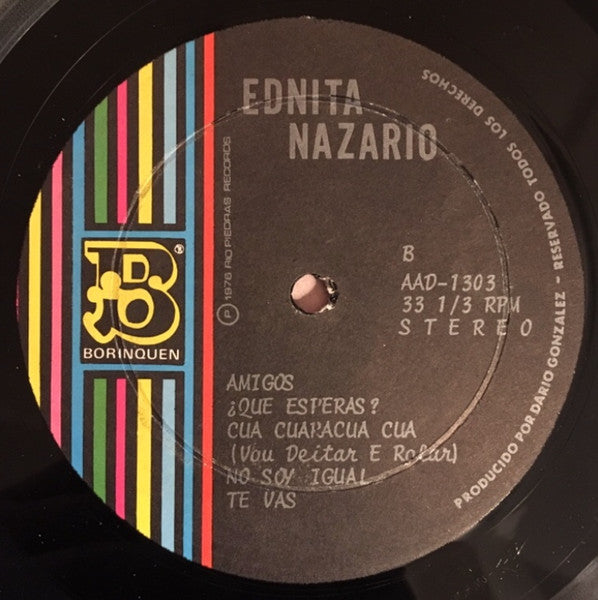 EDNITA
NAZARIO
RESERVADO TODOS LOS DERECHOS
PRODUCIDO POR DARIO GONZALEZ -
Ⓟ 1976 RIO PIEDRAS RECORDS
B
AAD-1303
33 1/3 RPM
STEREO
BORINQUEN
AMIGOS
¿QUE ESPERAS?
CUA CUARACUA CUA
(Vou Deitar E Rolar)
NO SOY IGUAL
TE VAS